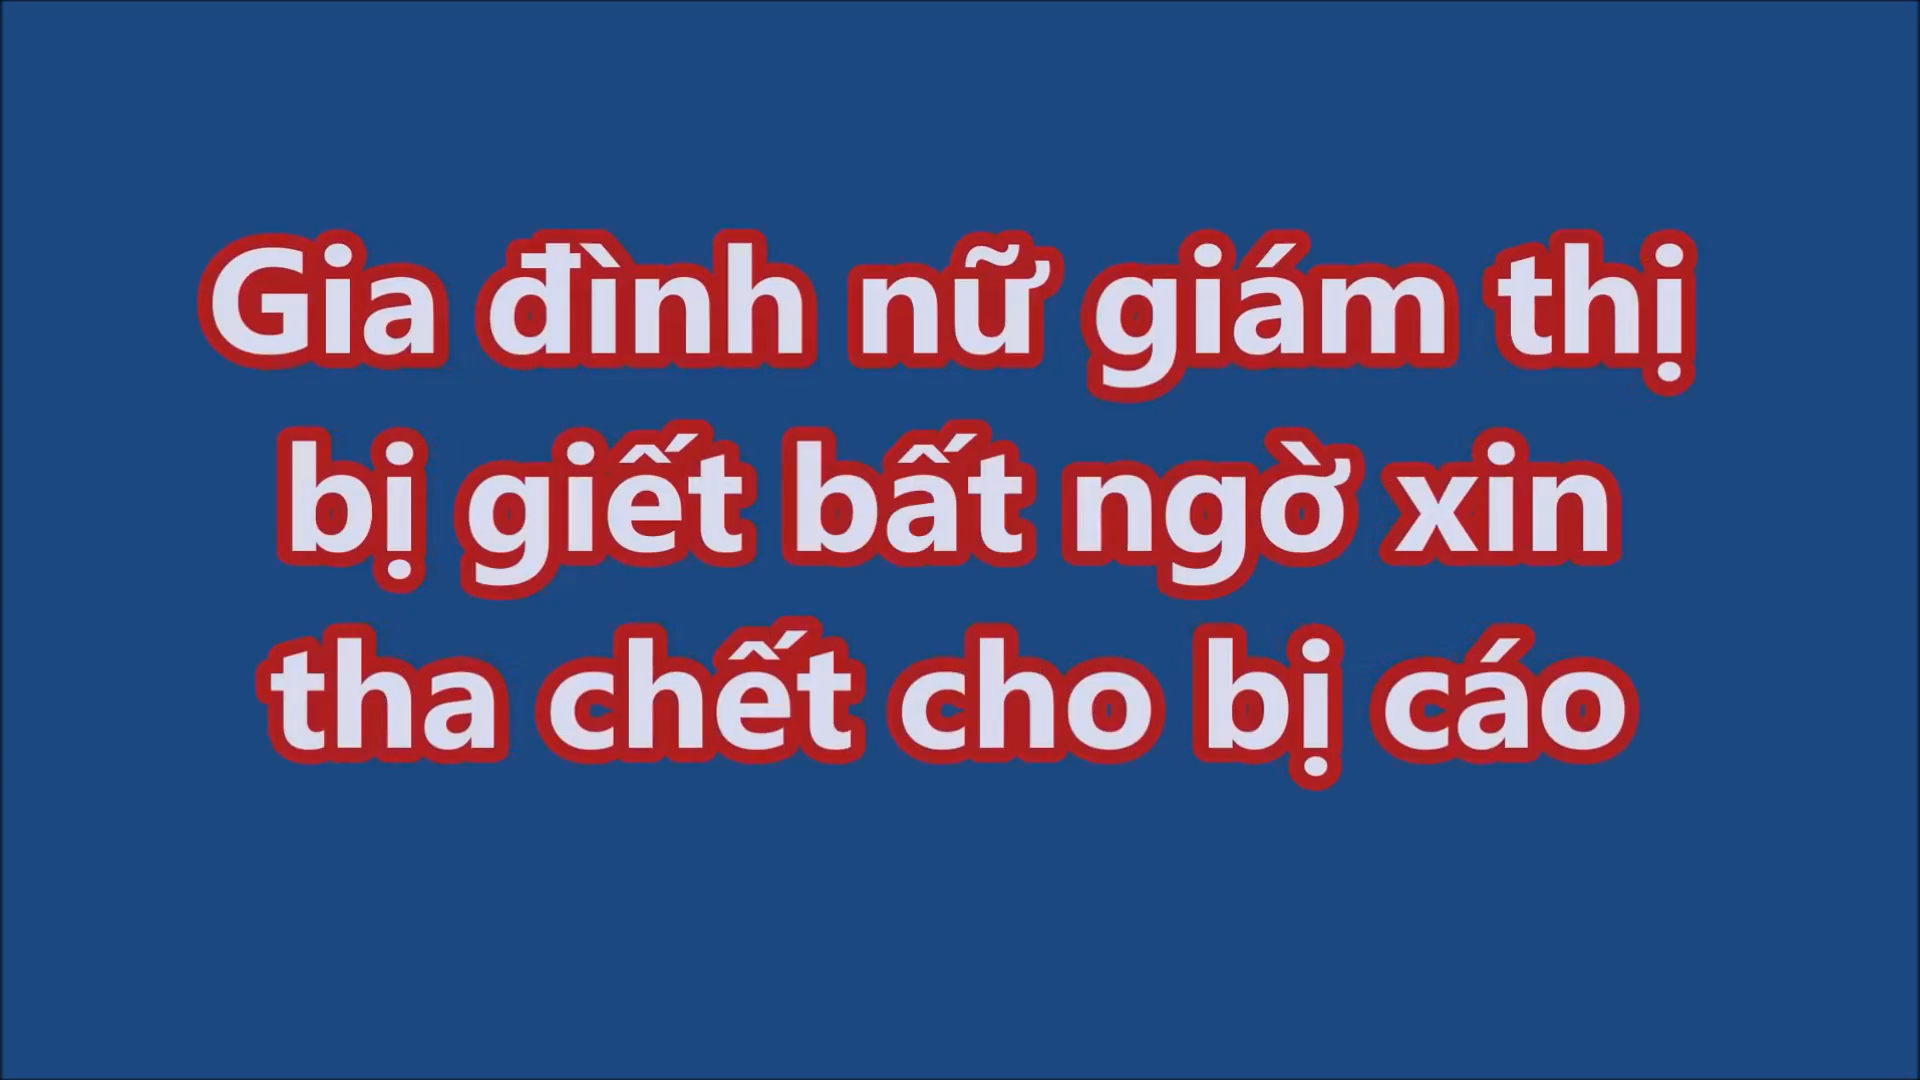 Gia đình nữ giám thị
bị giết bất ngờ xin
tha chết cho bị cáo